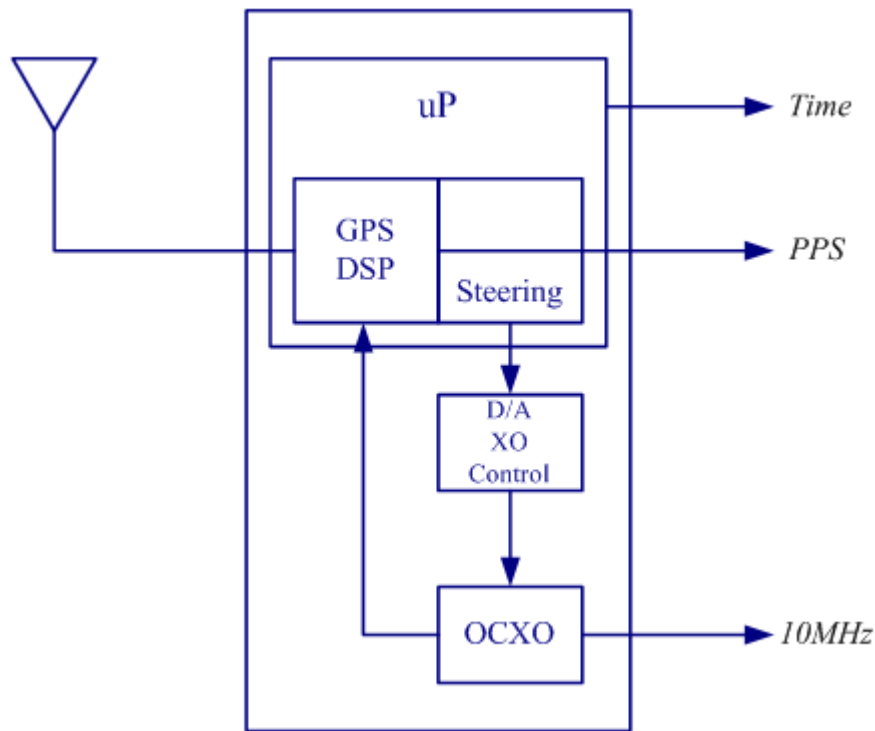 uP
Time
GPS
DSP
PPS
Steering
D/A
XO
Control
OCXO
10MHz